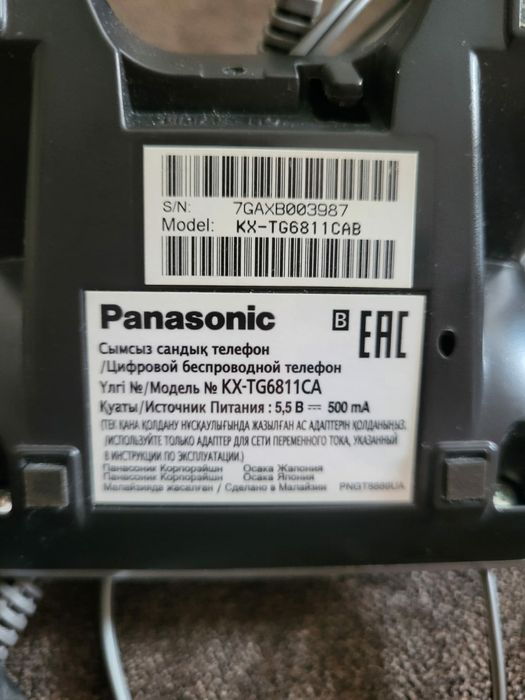 S/N: 7GAXB003987
Model: KX-TG6811CAB
Panasonic B EAC
Сымсыз сандық телефон
/Цифровой беспроводной телефон
Үлгі №/Модель № KX-TG6811CA
Қуаты/Источник Питания : 5,5 В ⎓ 500 mA
(ТЕК ҚАНА ҚОЛДАНУ НҰСҚАУЛЫҒЫНДА ЖАЗЫЛҒАН АС АДАПТЕРІН ҚОЛДАНЫҢЫЗ.
/ИСПОЛЬЗУЙТЕ ТОЛЬКО АДАПТЕР ДЛЯ СЕТИ ПЕРЕМЕННОГО ТОКА, УКАЗАННЫЙ
В ИНСТРУКЦИИ ПО ЭКСПЛУАТАЦИИ.)
Панасоник Корпорэйшн Осака Жапония
Панасоник Корпорэйшн Осака Япония
Малайзияда жасалған / Сделано в Малайзии